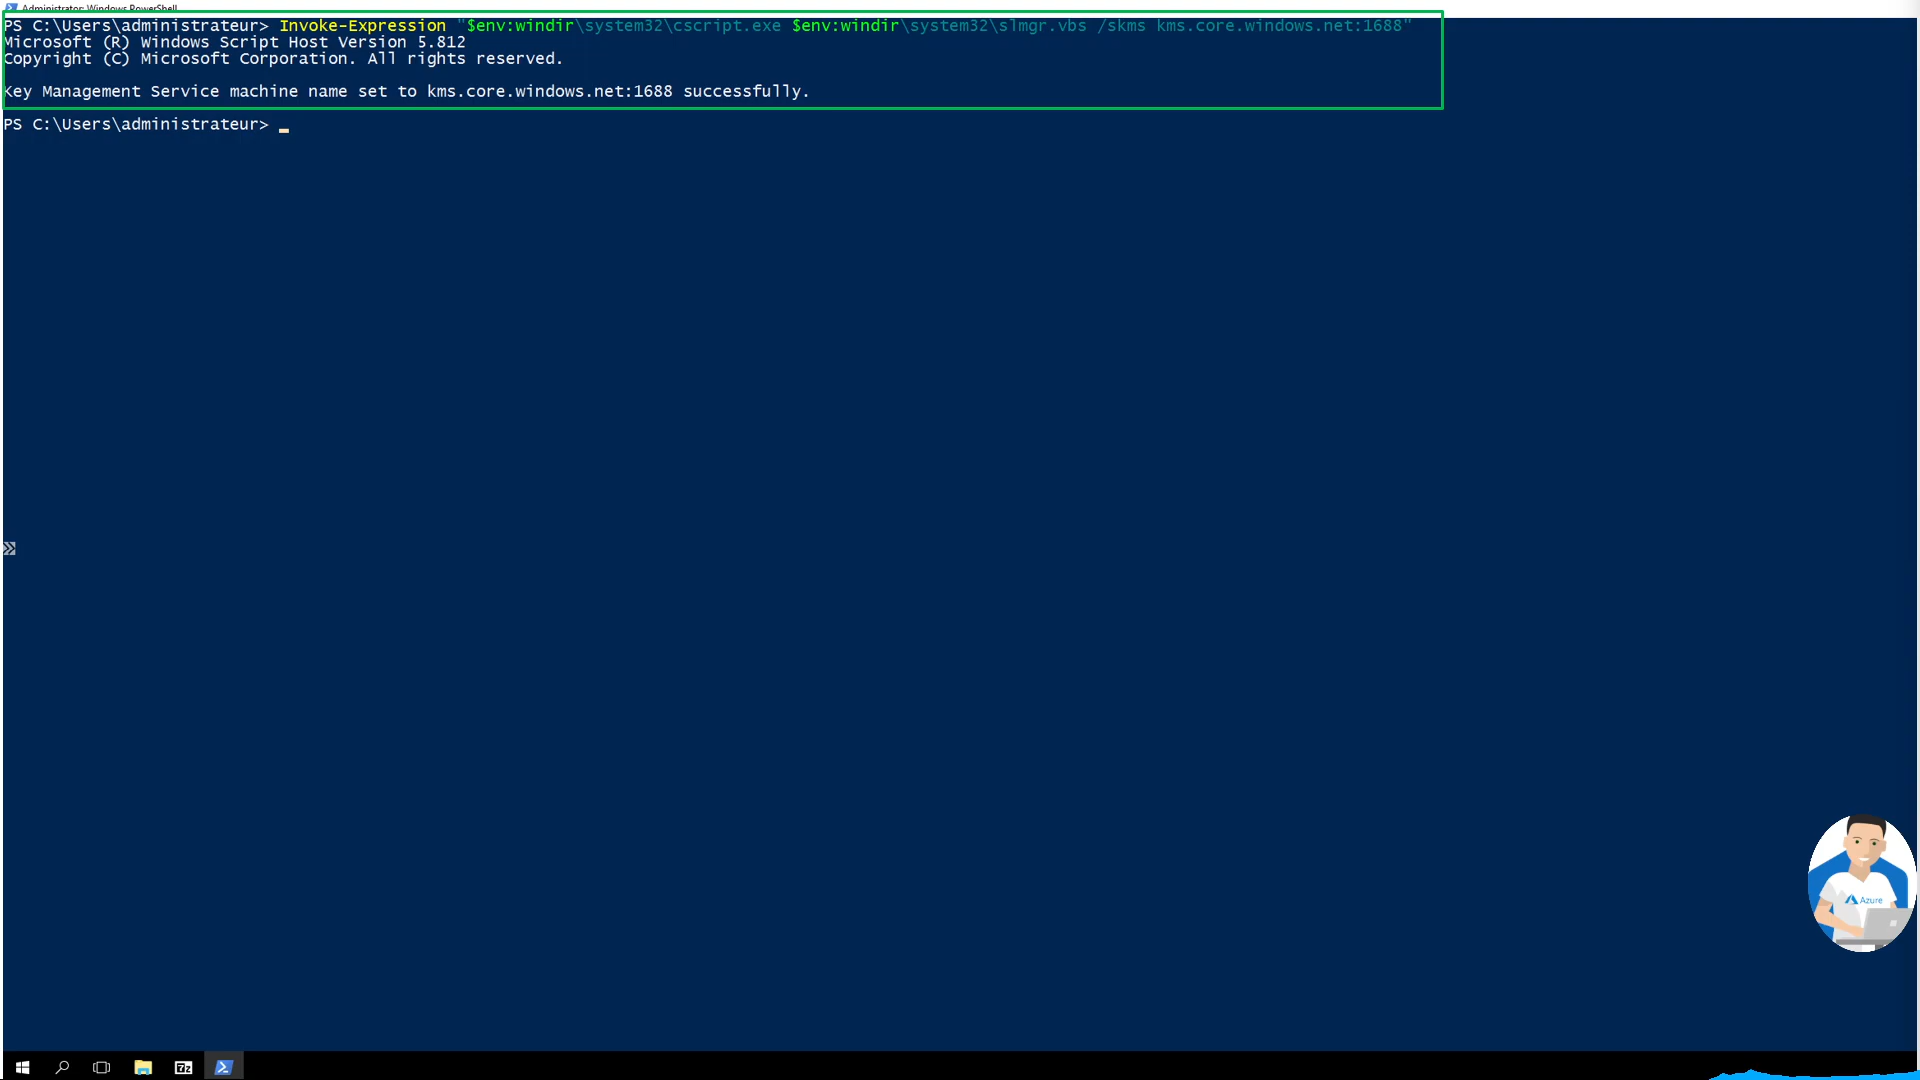 Administrator: Windows PowerShell
PS C:\Users\administrateur> Invoke-Expression "$env:windir\system32\cscript.exe $env:windir\system32\slmgr.vbs /skms kms.core.windows.net:1688"
Microsoft (R) Windows Script Host Version 5.812
Copyright (C) Microsoft Corporation. All rights reserved.
Key Management Service machine name set to kms.core.windows.net:1688 successfully.
PS C:\Users\administrateur>
Azure
7z